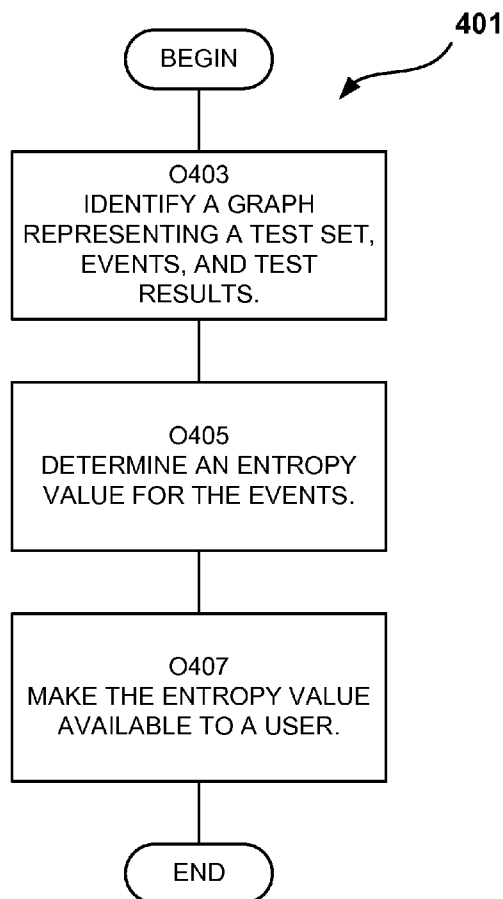 401
BEGIN
O403
IDENTIFY A GRAPH
REPRESENTING A TEST SET,
EVENTS, AND TEST
RESULTS.
O405
DETERMINE AN ENTROPY
VALUE FOR THE EVENTS.
O407
MAKE THE ENTROPY VALUE
AVAILABLE TO A USER.
END